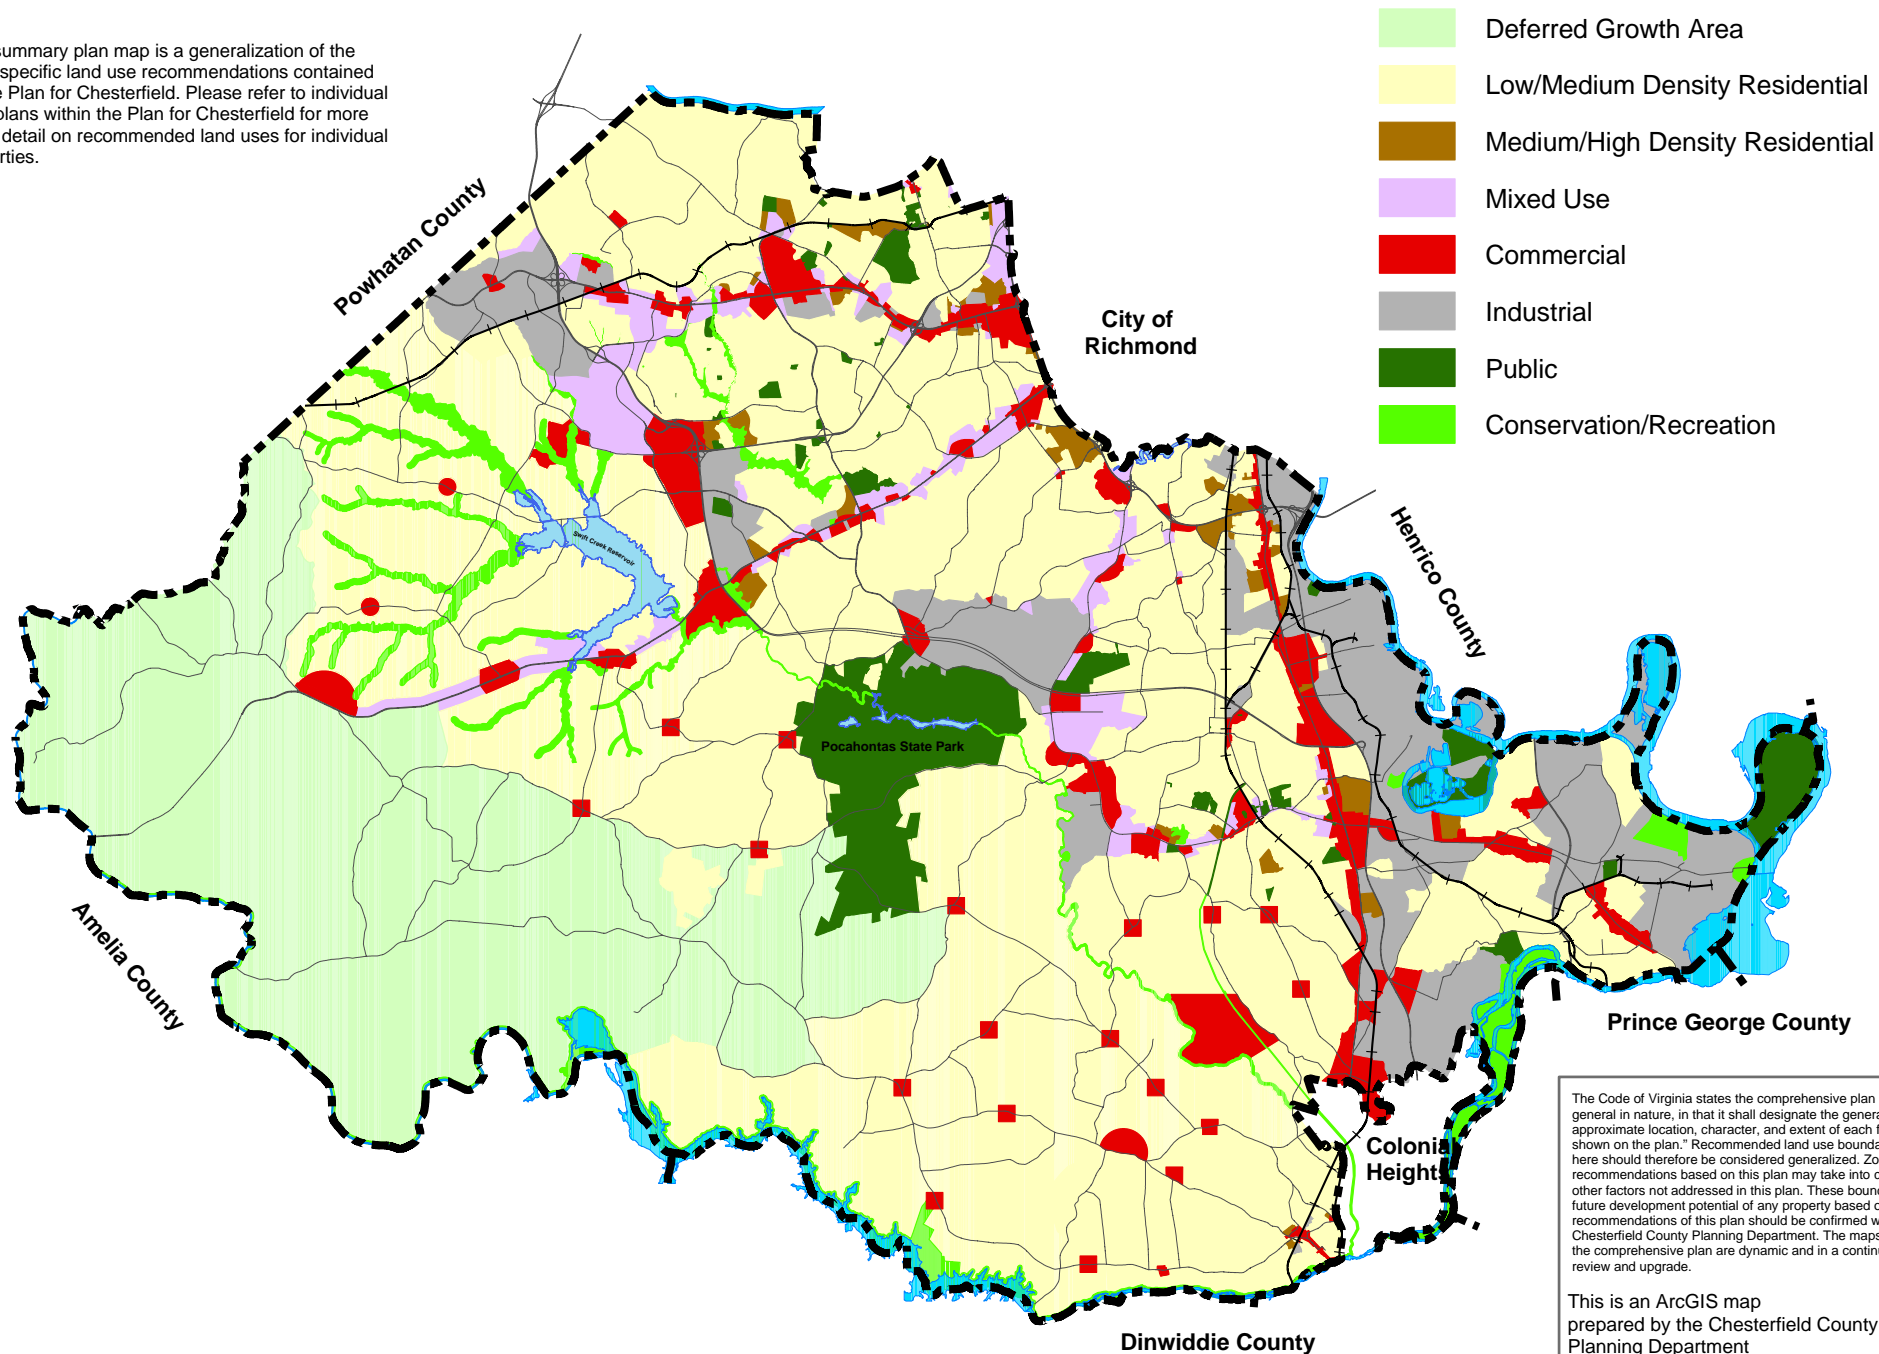 summary plan map is a generalization of the
specific land use recommendations contained
Plan for Chesterfield. Please refer to individual
plans within the Plan for Chesterfield for more
detail on recommended land uses for individual
Deferred Growth Area
Low/Medium Density Residential
Medium/High Density Residential
Mixed Use
Commercial
Industrial
Public
Conservation/Recreation
Powhatan County
City of
Richmond
Henrico County
Swift Creek Reservoir
Pocahontas State Park
Amelia County
Prince George County
Colonial
Heights
Dinwiddie County
The Code of Virginia states the comprehensive plan
general in nature, in that it shall designate the genera
approximate location, character, and extent of each f
shown on the plan." Recommended land use bounda
here should therefore be considered generalized. Zo
recommendations based on this plan may take into c
other factors not addressed in this plan. These bound
future development potential of any property based o
recommendations of this plan should be confirmed w
Chesterfield County Planning Department. The maps
the comprehensive plan are dynamic and in a continu
review and upgrade.
This is an ArcGIS map
prepared by the Chesterfield County
Planning Department